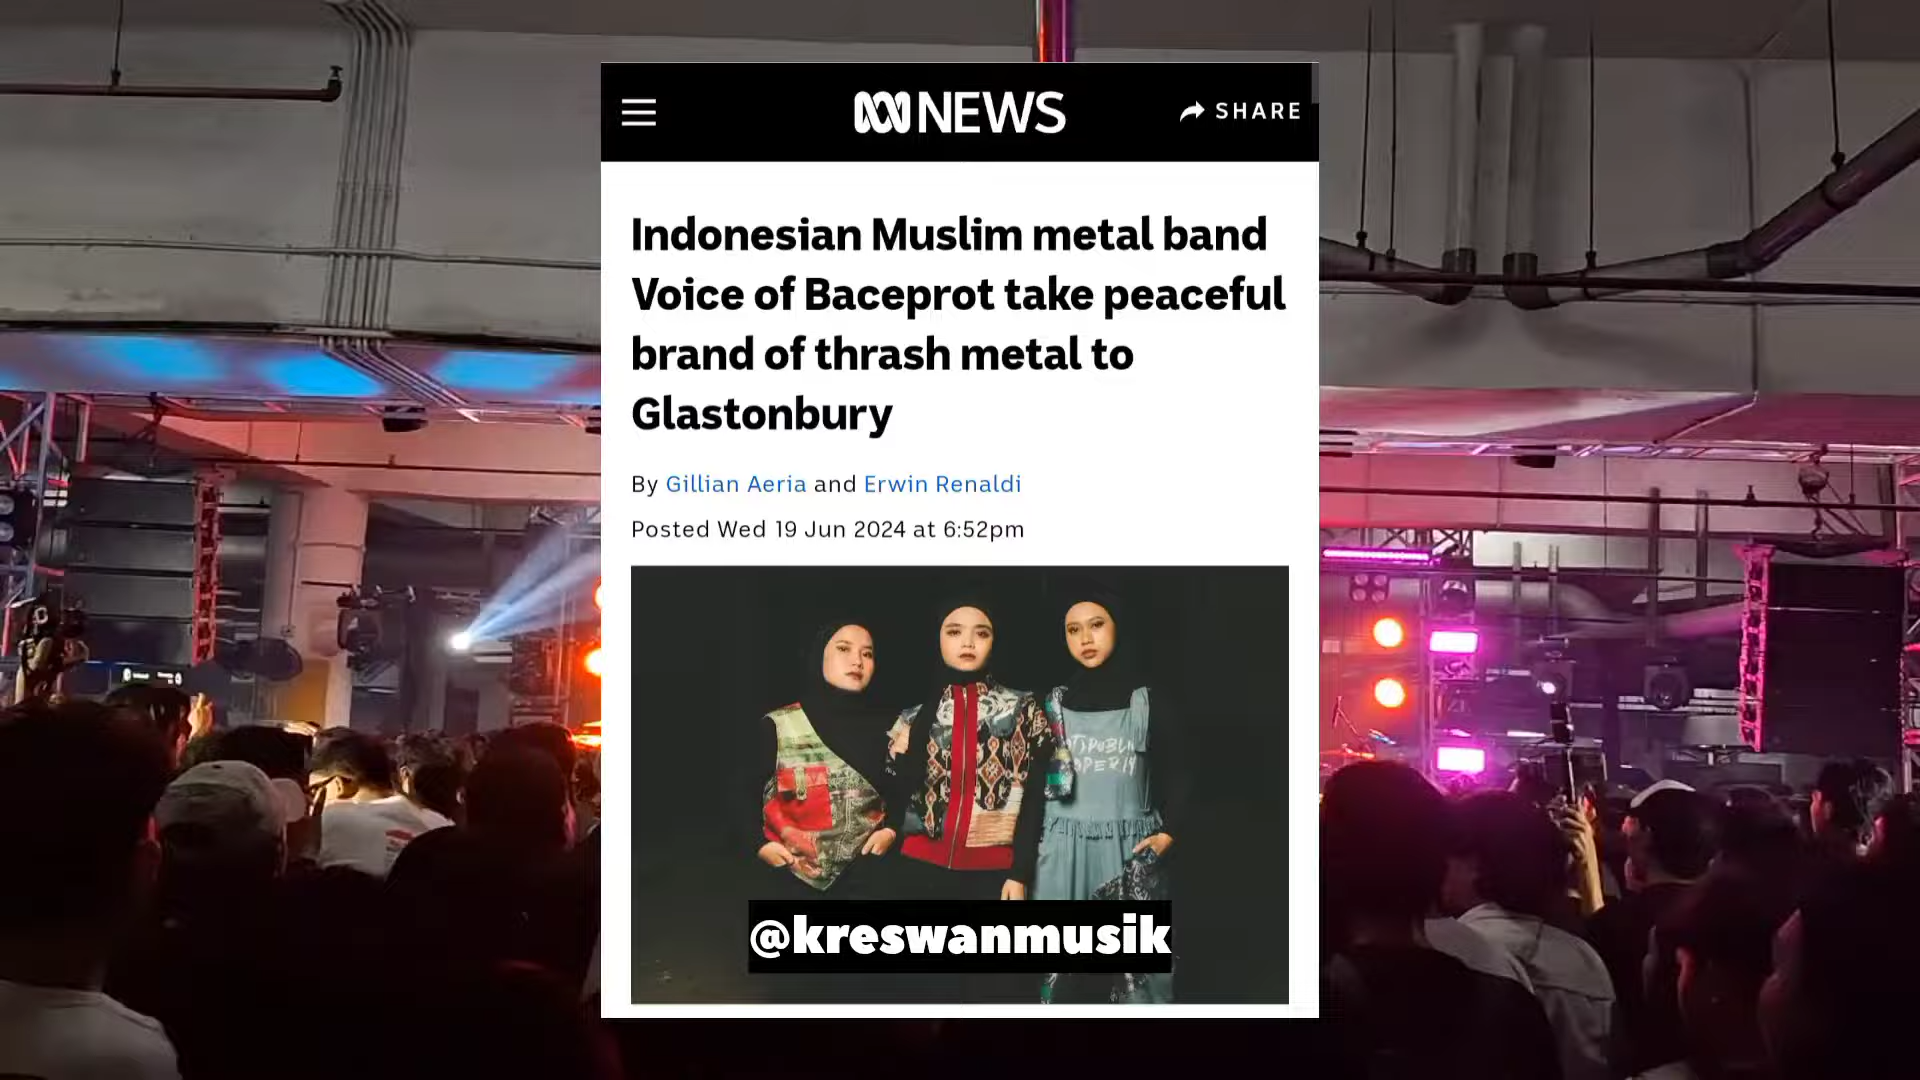 NEWS
SHARE
Indonesian Muslim metal band
Voice of Baceprot take peaceful
brand of thrash metal to
Glastonbury
By Gillian Aeria and Erwin Renaldi
Posted Wed 19 Jun 2024 at 6:52pm
@kreswanmusik